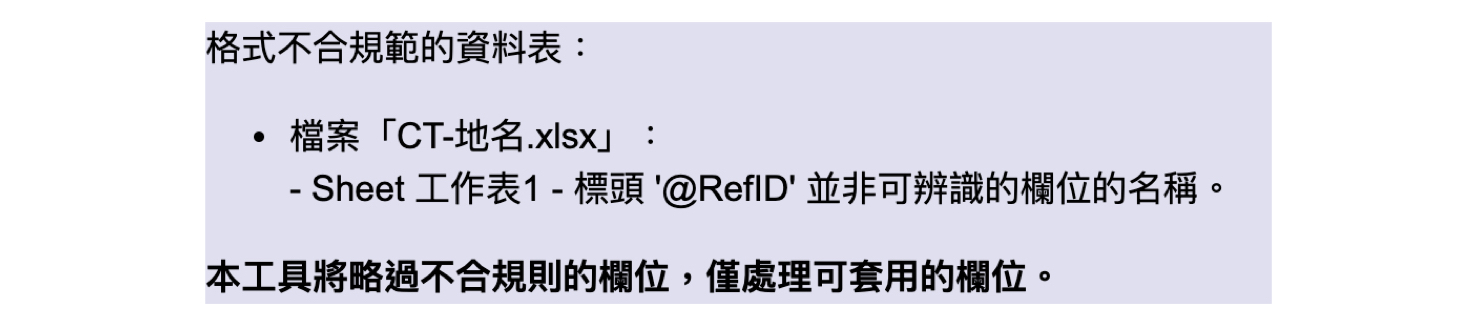 格式不合規範的資料表：
• 檔案「CT-地名.xlsx」：
- Sheet 工作表1 - 標頭 '@RefID' 並非可辨識的欄位的名稱。
本工具將略過不合規則的欄位，僅處理可套用的欄位。